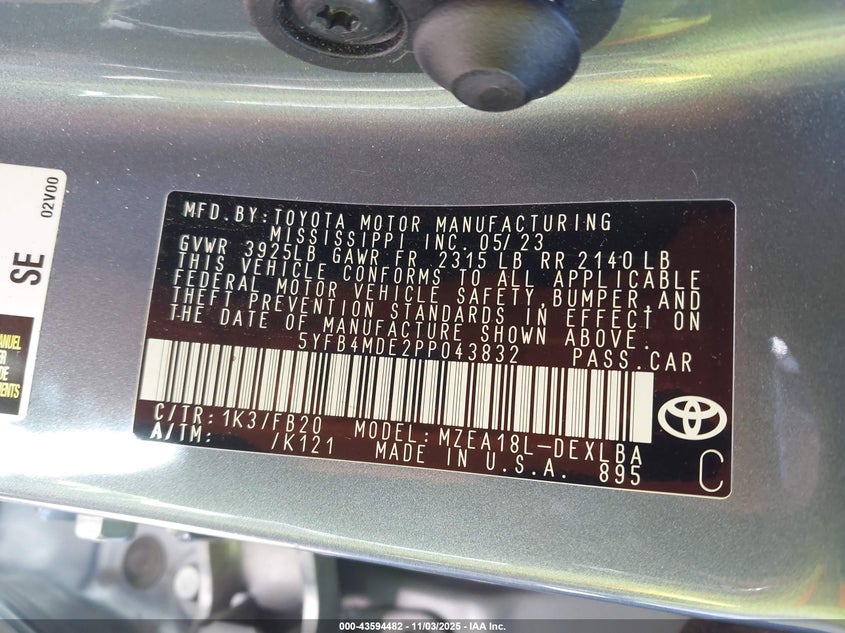 02V00
SE
MFD.BY:TOYOTA MOTOR MANUFACTURING
MISSISSIPPI INC. 05/23
GVWR 3925LB GAWR FR 2315 LB RR 2140 LB
THIS VEHICLE CONFORMS TO ALL APPLICABLE
FEDERAL MOTOR VEHICLE SAFETY,BUMPER,AND
THEFT PREVENTION STANDARDS IN EFFECT ON
THE DATE OF MANUFACTURE SHOWN ABOVE.
5YFB4MDE2PP043832 PASS.CAR
C/TR: 1K3/FB20 MODEL:MZEA18L-DEXLBA
A/TM: /K121 MADE IN U.S.A. 895
C
000-43594482 - 11/03/2025 - IAA Inc.